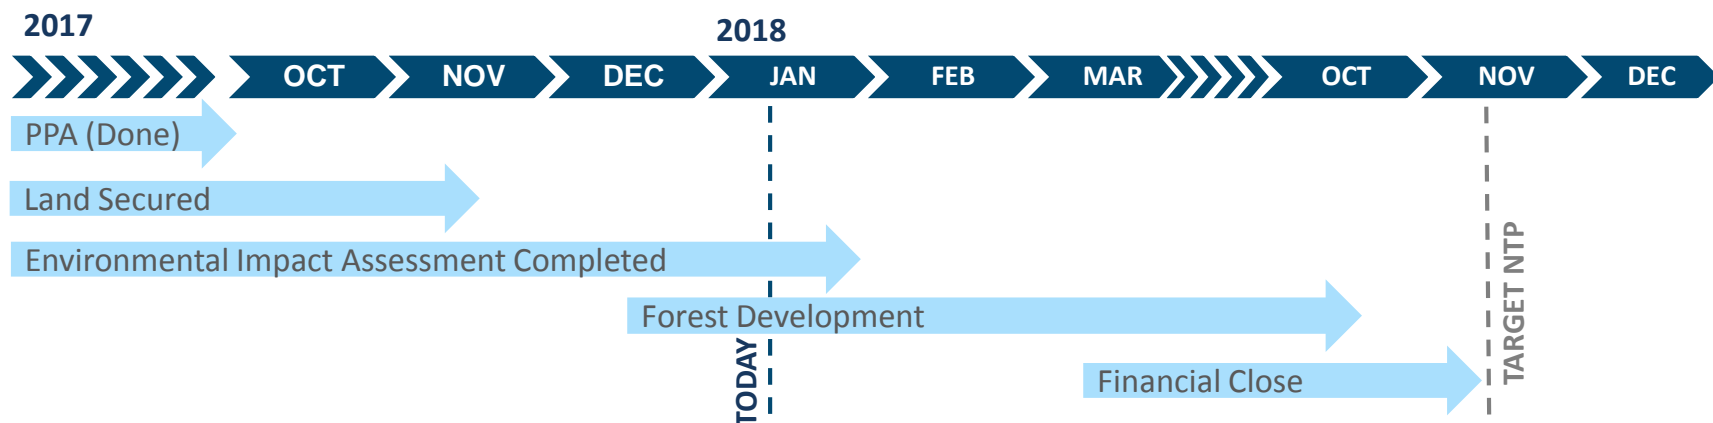 2017
2018
OCT NOV DEC JAN FEB MAR OCT NOV DEC
PPA (Done)
Land Secured
Environmental Impact Assessment Completed
Forest Development
Financial Close
TODAY
TARGET NTP